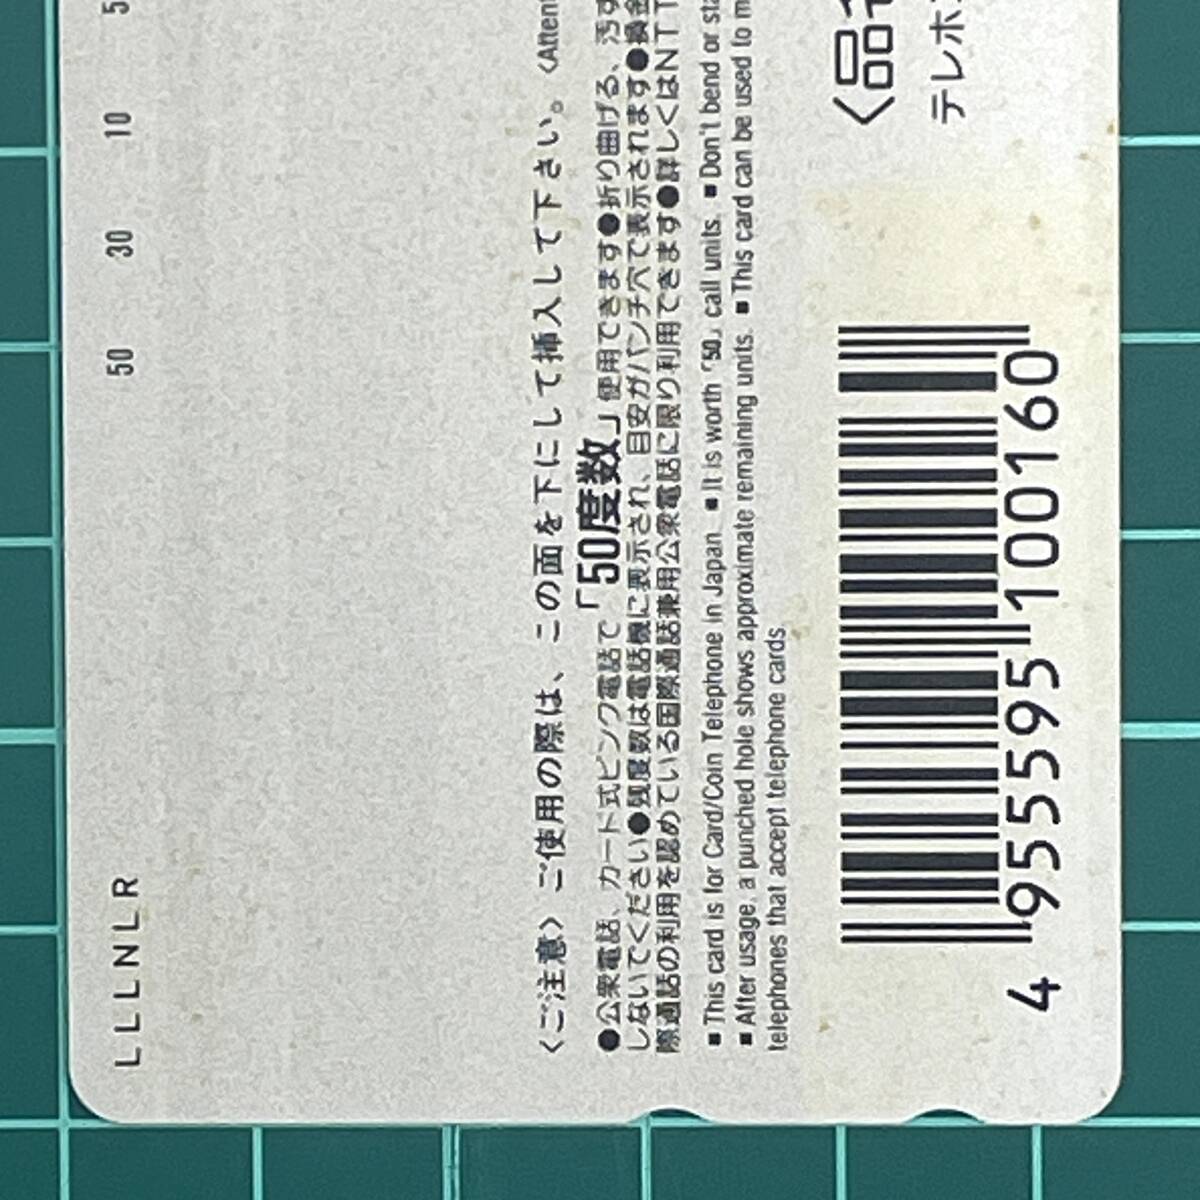 LLLNLR
50 30 10 5
〈ご注意〉 ご使用の際は、この面を下にして挿入して下さい。〈Attent
●公衆電話、カード式ピンク電話で「50度数」使用できます●折り曲げる、汚す
しないでください●残度数は電話機に表示され、目安がパンチ穴で表示されます●換金
際通話の利用を認めている国際通話兼用公衆電話に限り利用できます●詳しくはNTT
■ This card is for Card/Coin Telephone in Japan. ■ It is worth「50」call units. ■ Don't bend or sta
■ After usage, a punched hole shows approximate remaining units. ■ This card can be used to m
telephones that accept telephone cards.
〈品
テレホ
4 955595 100160